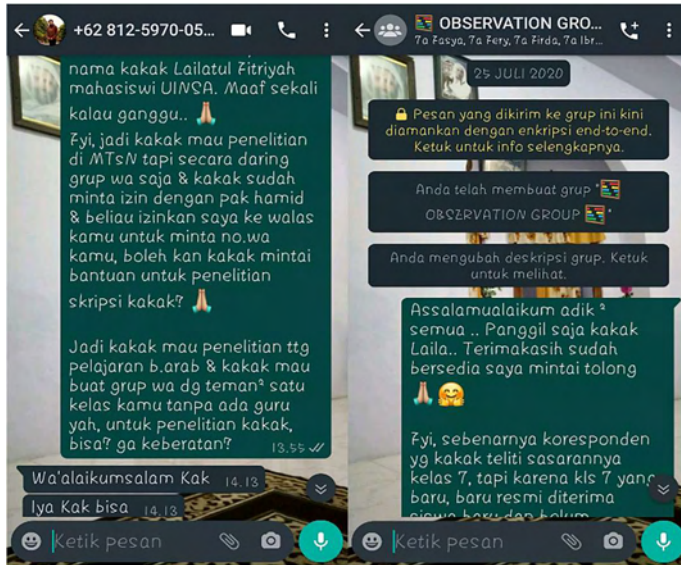 +62 812-5970-05...
nama kakak Lailatul Fitriyah
mahasiswi UINSA. Maaf sekali
kalau ganggu.. 🙏
Fyi, jadi kakak mau penelitian
di MTsN tapi secara daring
grup wa saja & kakak sudah
minta izin dengan pak hamid
& beliau izinkan saya ke walas
kamu untuk minta no.wa
kamu, boleh kan kakak mintai
bantuan untuk penelitian
skripsi kakak? 🙏
Jadi kakak mau penelitian ttg
pelajaran b.arab & kakak mau
buat grup wa dg teman² satu
kelas kamu tanpa ada guru
yah, untuk penelitian kakak,
bisa? ga keberatan?
13.55
Wa'alaikumsalam Kak 14.13
Iya Kak bisa 14.13
Ketik pesan
OBSERVATION GRO...
7a Fasya, 7a Fery, 7a Firda, 7a Ibr...
25 JULI 2020
Pesan yang dikirim ke grup ini kini
diamankan dengan enkripsi end-to-end.
Ketuk untuk info selengkapnya.
Anda telah membuat grup "
OBSERVATION GROUP "
Anda mengubah deskripsi grup. Ketuk
untuk melihat.
Assalamualaikum adik ²
semua .. Panggil saja kakak
Laila.. Terimakasih sudah
bersedia saya mintai tolong
🙏🤗
Fyi, sebenarnya koresponden
yg kakak teliti sasarannya
kelas 7, tapi karena kls 7 yang
baru, baru resmi diterima
siswa baru dan belum
Ketik pesan